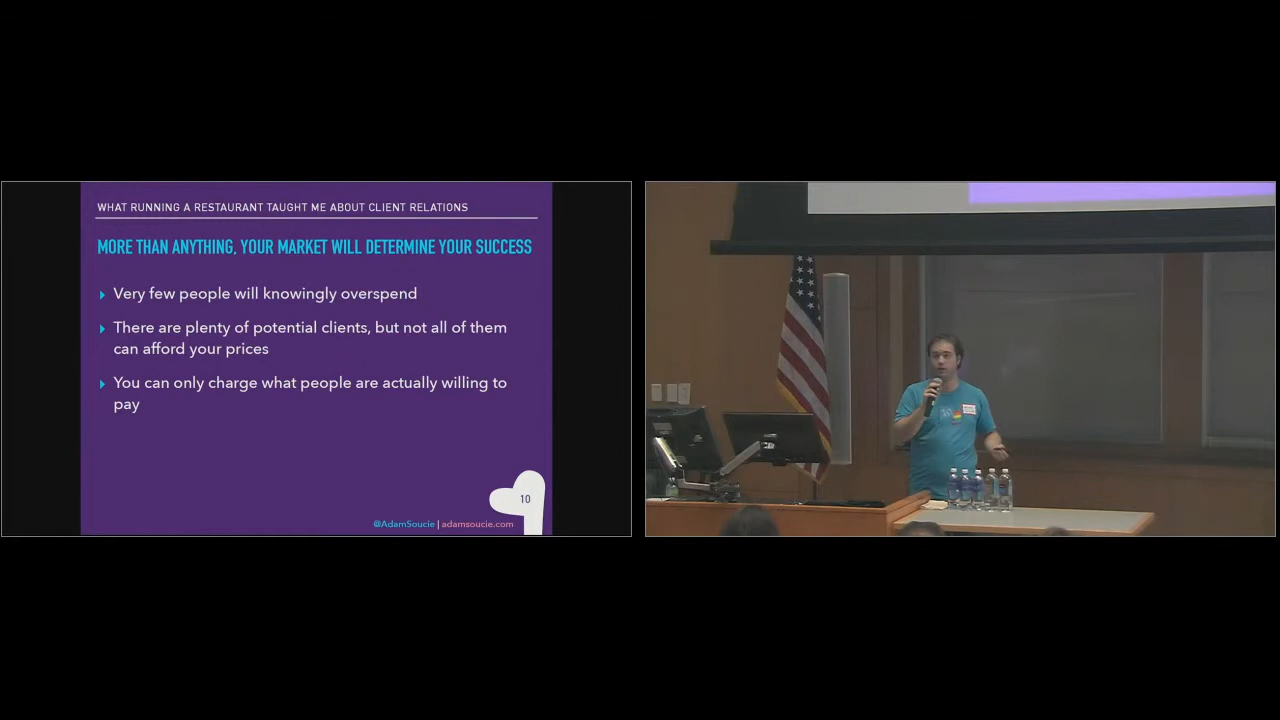 WHAT RUNNING A RESTAURANT TAUGHT ME ABOUT CLIENT RELATIONS
MORE THAN ANYTHING, YOUR MARKET WILL DETERMINE YOUR SUCCESS
Very few people will knowingly overspend
There are plenty of potential clients, but not all of them
can afford your prices
You can only charge what people are actually willing to
pay
10
@AdamSoucie | adamsoucie.com